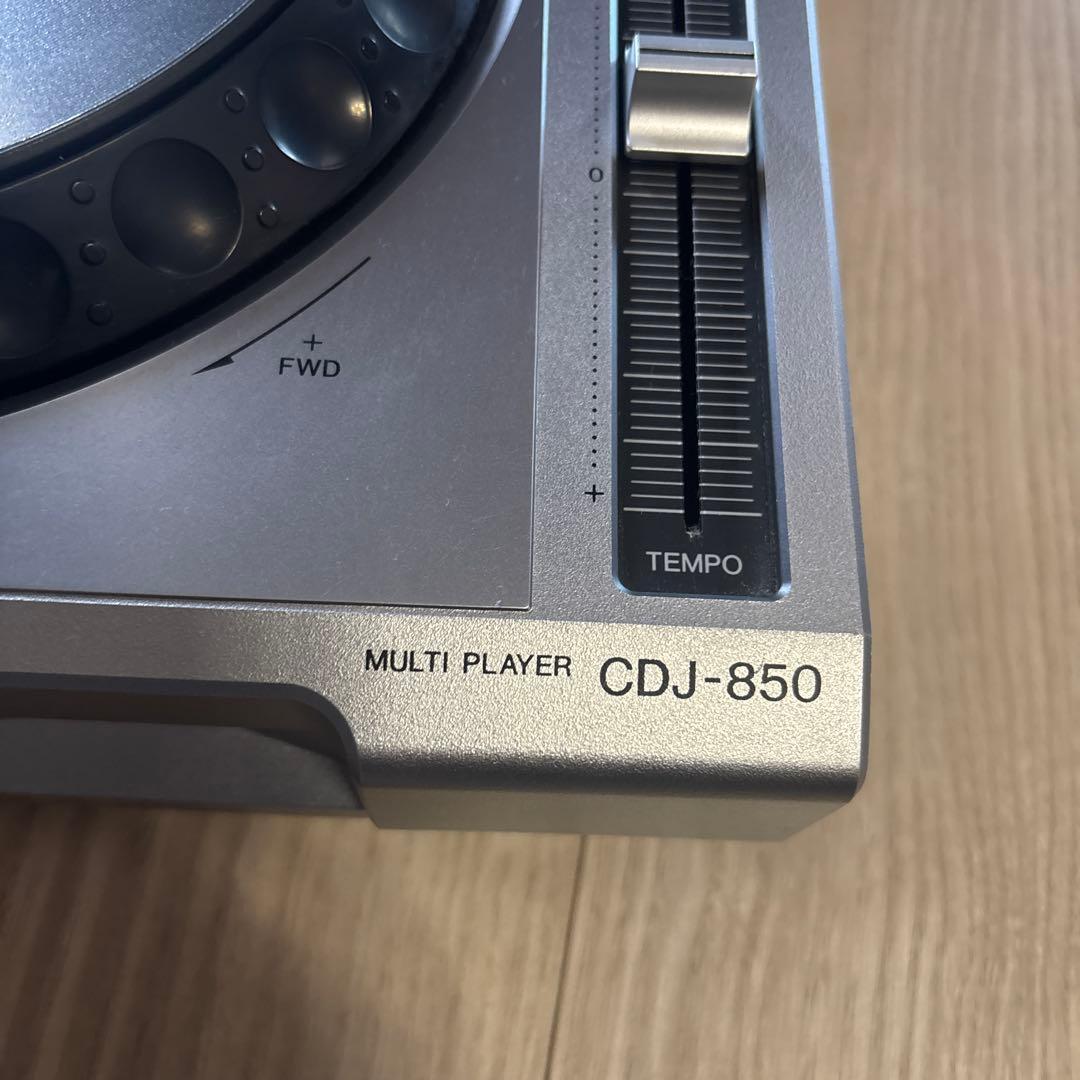 0
+
FWD
+
TEMPO
MULTI PLAYER CDJ-850